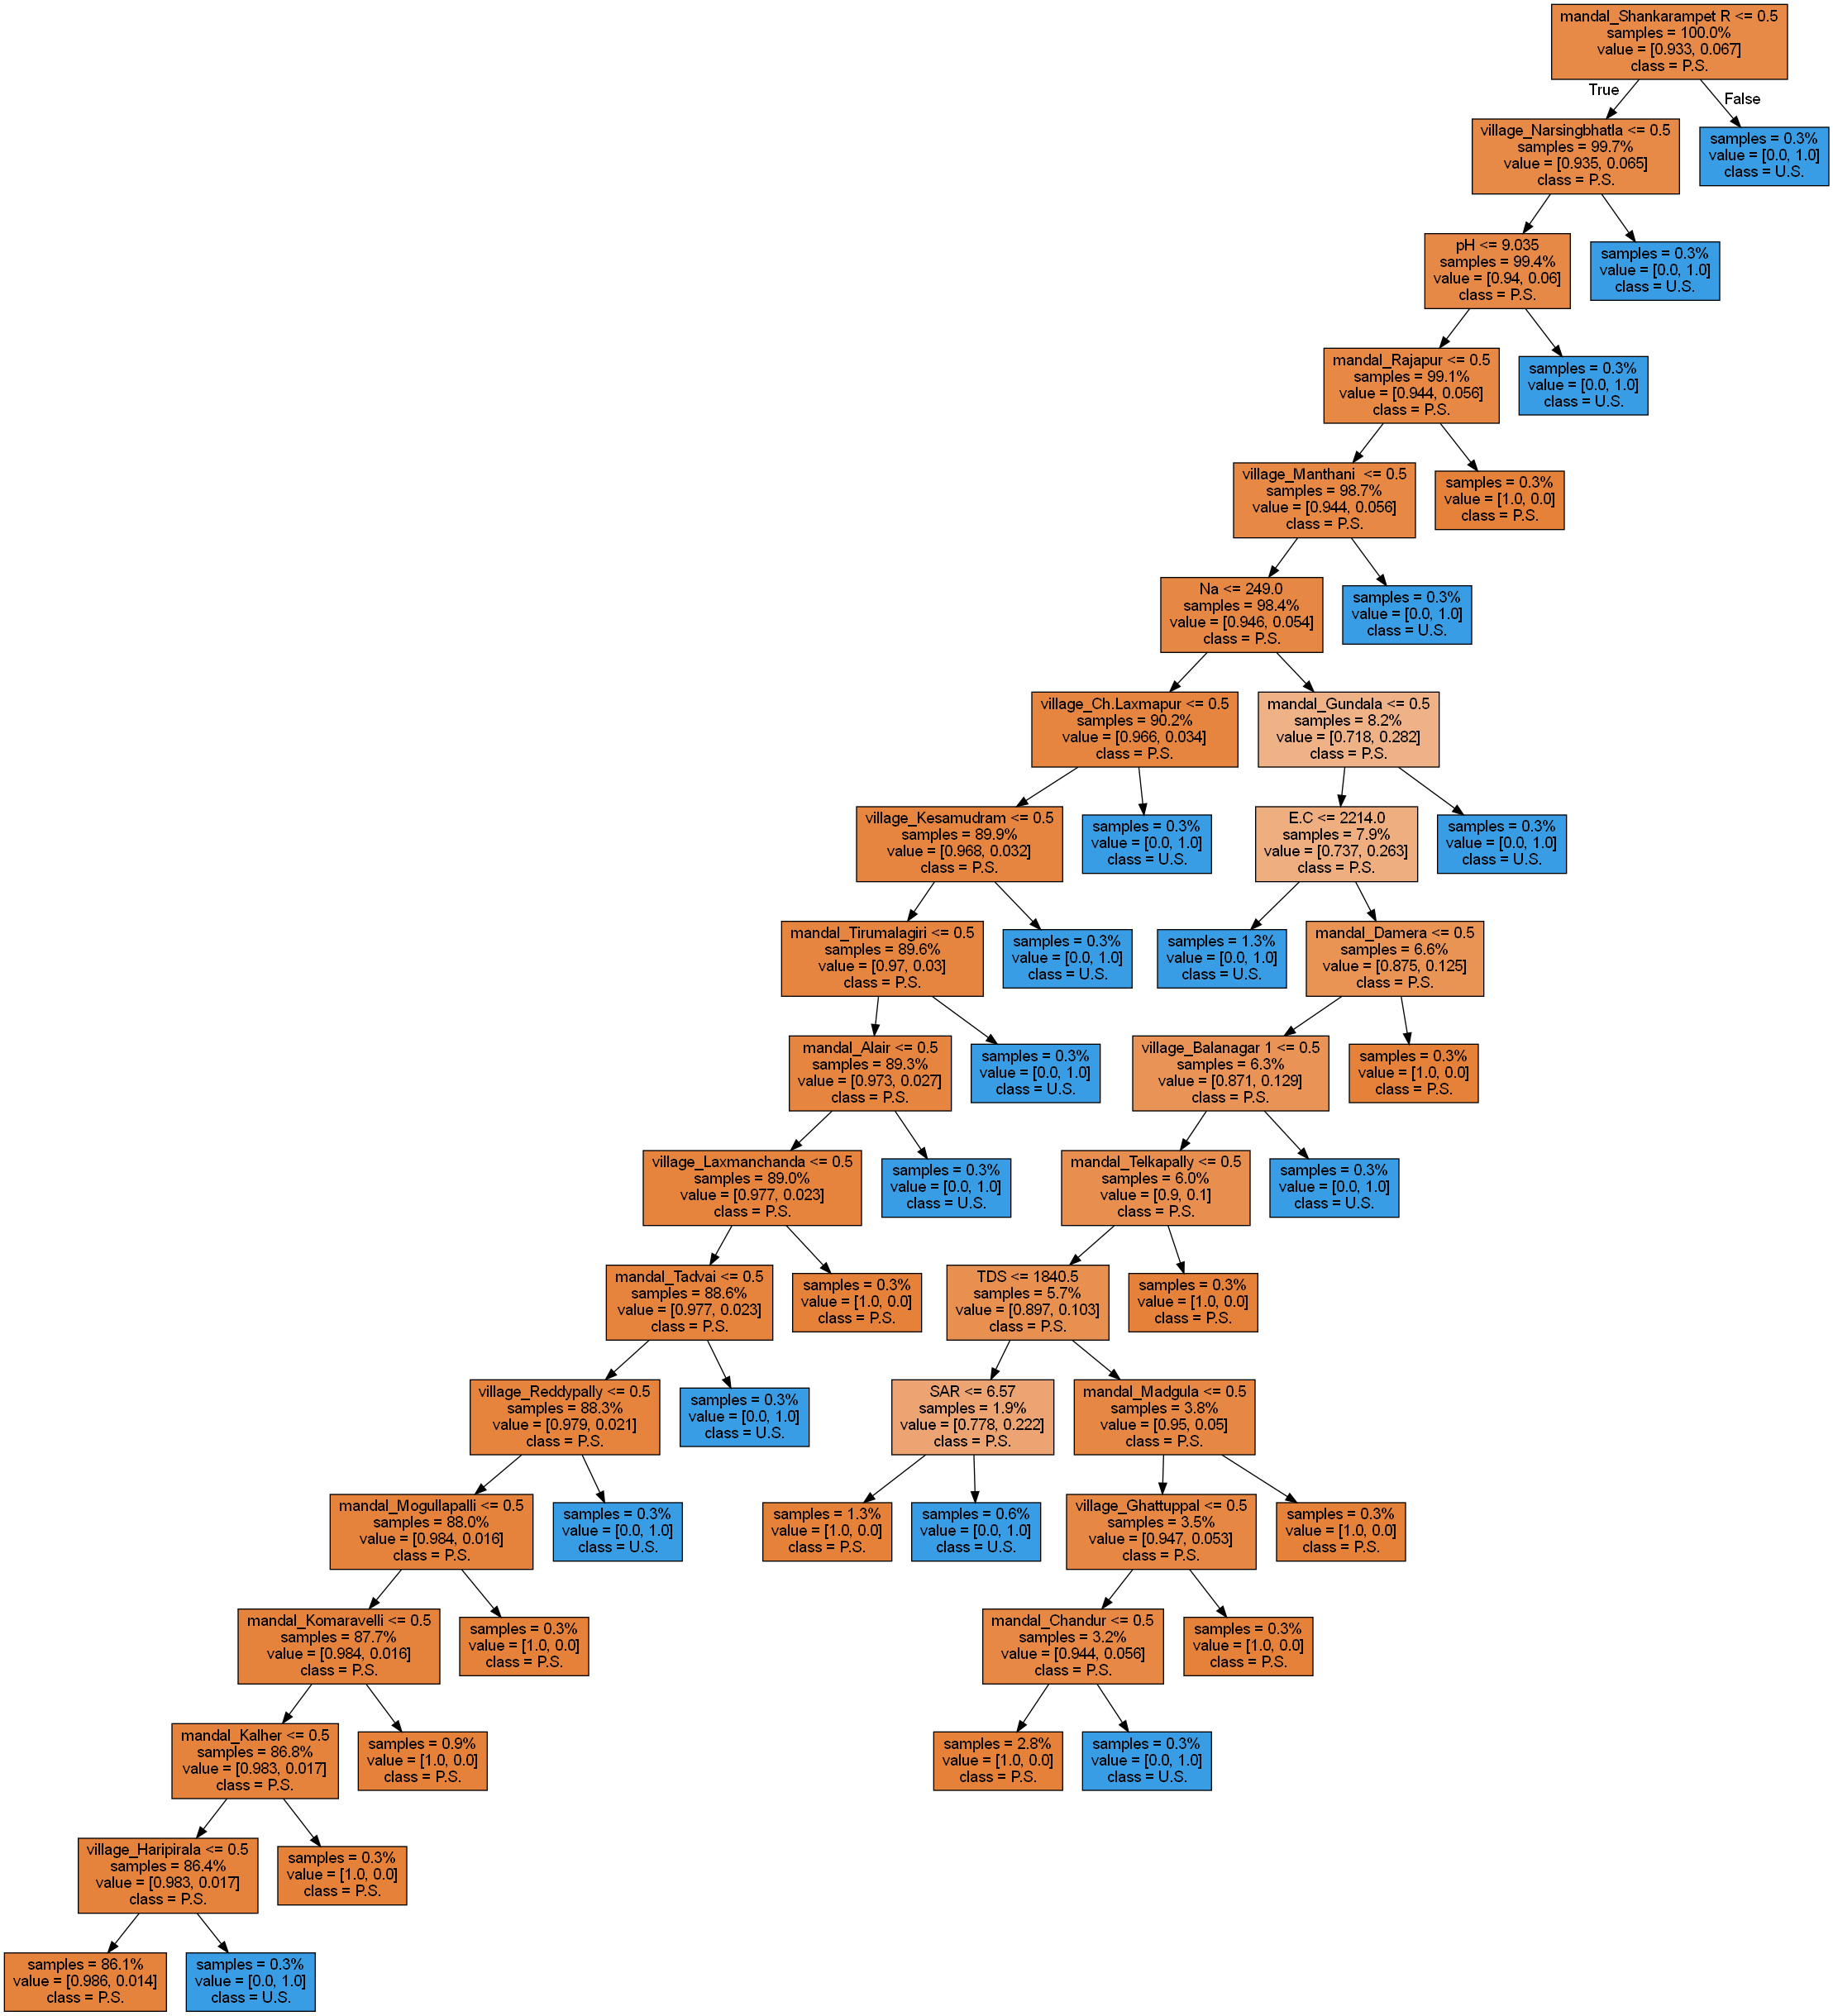 mandal_Shankarampet R <= 0.5
samples = 100.0%
value = [0.933, 0.067]
class = P.S.
True
False
village_Narsingbhatla <= 0.5
samples = 99.7%
value = [0.935, 0.065]
class = P.S.
samples = 0.3%
value = [0.0, 1.0]
class = U.S.
pH <= 9.035
samples = 99.4%
value = [0.94, 0.06]
class = P.S.
samples = 0.3%
value = [0.0, 1.0]
class = U.S.
mandal_Rajapur <= 0.5
samples = 99.1%
value = [0.944, 0.056]
class = P.S.
samples = 0.3%
value = [0.0, 1.0]
class = U.S.
village_Manthani  <= 0.5
samples = 98.7%
value = [0.944, 0.056]
class = P.S.
samples = 0.3%
value = [1.0, 0.0]
class = P.S.
Na <= 249.0
samples = 98.4%
value = [0.946, 0.054]
class = P.S.
samples = 0.3%
value = [0.0, 1.0]
class = U.S.
village_Ch.Laxmapur <= 0.5
samples = 90.2%
value = [0.966, 0.034]
class = P.S.
mandal_Gundala <= 0.5
samples = 8.2%
value = [0.718, 0.282]
class = P.S.
village_Kesamudram <= 0.5
samples = 89.9%
value = [0.968, 0.032]
class = P.S.
samples = 0.3%
value = [0.0, 1.0]
class = U.S.
E.C <= 2214.0
samples = 7.9%
value = [0.737, 0.263]
class = P.S.
samples = 0.3%
value = [0.0, 1.0]
class = U.S.
mandal_Tirumalagiri <= 0.5
samples = 89.6%
value = [0.97, 0.03]
class = P.S.
samples = 0.3%
value = [0.0, 1.0]
class = U.S.
samples = 1.3%
value = [0.0, 1.0]
class = U.S.
mandal_Damera <= 0.5
samples = 6.6%
value = [0.875, 0.125]
class = P.S.
mandal_Alair <= 0.5
samples = 89.3%
value = [0.973, 0.027]
class = P.S.
samples = 0.3%
value = [0.0, 1.0]
class = U.S.
village_Balanagar 1 <= 0.5
samples = 6.3%
value = [0.871, 0.129]
class = P.S.
samples = 0.3%
value = [1.0, 0.0]
class = P.S.
village_Laxmanchanda <= 0.5
samples = 89.0%
value = [0.977, 0.023]
class = P.S.
samples = 0.3%
value = [0.0, 1.0]
class = U.S.
mandal_Telkapally <= 0.5
samples = 6.0%
value = [0.9, 0.1]
class = P.S.
samples = 0.3%
value = [0.0, 1.0]
class = U.S.
mandal_Tadvai <= 0.5
samples = 88.6%
value = [0.977, 0.023]
class = P.S.
samples = 0.3%
value = [1.0, 0.0]
class = P.S.
TDS <= 1840.5
samples = 5.7%
value = [0.897, 0.103]
class = P.S.
samples = 0.3%
value = [1.0, 0.0]
class = P.S.
village_Reddypally <= 0.5
samples = 88.3%
value = [0.979, 0.021]
class = P.S.
samples = 0.3%
value = [0.0, 1.0]
class = U.S.
SAR <= 6.57
samples = 1.9%
value = [0.778, 0.222]
class = P.S.
mandal_Madgula <= 0.5
samples = 3.8%
value = [0.95, 0.05]
class = P.S.
mandal_Mogullapalli <= 0.5
samples = 88.0%
value = [0.984, 0.016]
class = P.S.
samples = 0.3%
value = [0.0, 1.0]
class = U.S.
samples = 1.3%
value = [1.0, 0.0]
class = P.S.
samples = 0.6%
value = [0.0, 1.0]
class = U.S.
village_Ghattuppal <= 0.5
samples = 3.5%
value = [0.947, 0.053]
class = P.S.
samples = 0.3%
value = [1.0, 0.0]
class = P.S.
mandal_Komaravelli <= 0.5
samples = 87.7%
value = [0.984, 0.016]
class = P.S.
samples = 0.3%
value = [1.0, 0.0]
class = P.S.
mandal_Chandur <= 0.5
samples = 3.2%
value = [0.944, 0.056]
class = P.S.
samples = 0.3%
value = [1.0, 0.0]
class = P.S.
mandal_Kalher <= 0.5
samples = 86.8%
value = [0.983, 0.017]
class = P.S.
samples = 0.9%
value = [1.0, 0.0]
class = P.S.
samples = 2.8%
value = [1.0, 0.0]
class = P.S.
samples = 0.3%
value = [0.0, 1.0]
class = U.S.
village_Haripirala <= 0.5
samples = 86.4%
value = [0.983, 0.017]
class = P.S.
samples = 0.3%
value = [1.0, 0.0]
class = P.S.
samples = 86.1%
value = [0.986, 0.014]
class = P.S.
samples = 0.3%
value = [0.0, 1.0]
class = U.S.